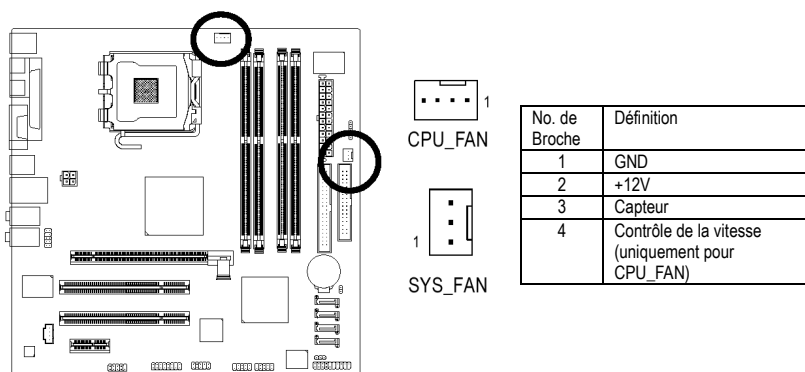 1
CPU_FAN
1
SYS_FAN
No. de Broche
Définition
1
GND
2
+12V
3
Capteur
4
Contrôle de la vitesse
(uniquement pour
CPU_FAN)